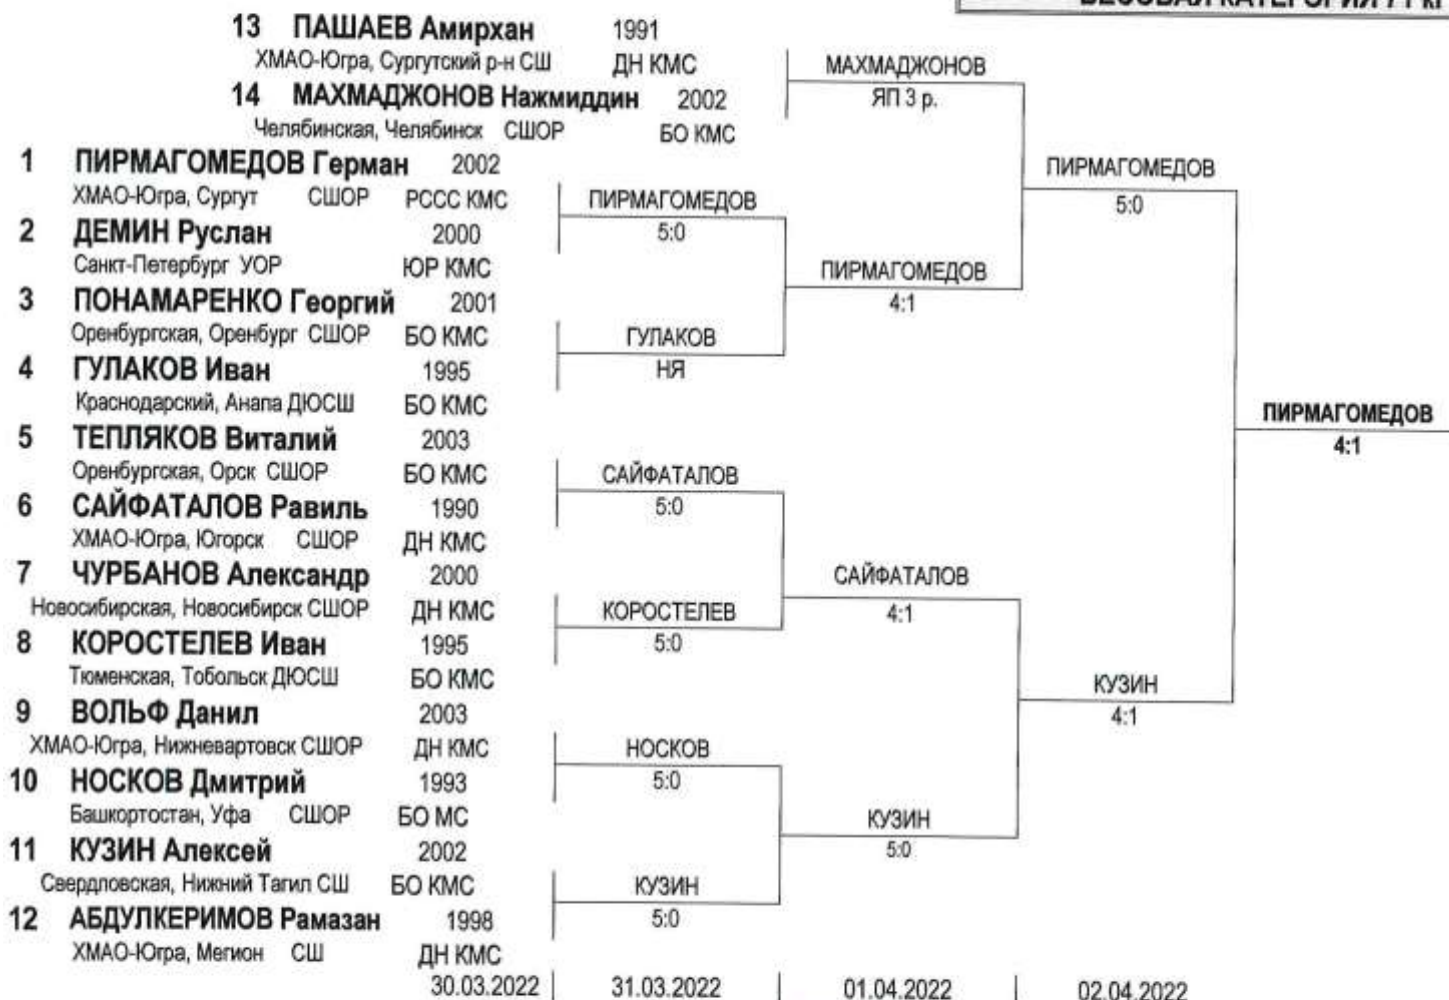 ВЕСОВАЯ КАТЕГОРИЯ 71 кг
13 ПАШАЕВ Амирхан 1991
ХМАО-Югра, Сургутский р-н СШ ДН КМС
14 МАХМАДЖОНОВ Нажмиддин 2002
Челябинская, Челябинск СШОР БО КМС
МАХМАДЖОНОВ
ЯП 3 р.
1 ПИРМАГОМЕДОВ Герман 2002
ХМАО-Югра, Сургут СШОР РССС КМС
2 ДЕМИН Руслан 2000
Санкт-Петербург УОР ЮР КМС
3 ПОНАМАРЕНКО Георгий 2001
Оренбургская, Оренбург СШОР БО КМС
4 ГУЛАКОВ Иван 1995
Краснодарский, Анапа ДЮСШ БО КМС
5 ТЕПЛЯКОВ Виталий 2003
Оренбургская, Орск СШОР БО КМС
6 САЙФАТАЛОВ Равиль 1990
ХМАО-Югра, Югорск СШОР ДН КМС
7 ЧУРБАНОВ Александр 2000
Новосибирская, Новосибирск СШОР ДН КМС
8 КОРОСТЕЛЕВ Иван 1995
Тюменская, Тобольск ДЮСШ БО КМС
9 ВОЛЬФ Данил 2003
ХМАО-Югра, Нижневартовск СШОР ДН КМС
10 НОСКОВ Дмитрий 1993
Башкортостан, Уфа СШОР БО МС
11 КУЗИН Алексей 2002
Свердловская, Нижний Тагил СШ БО КМС
12 АБДУЛКЕРИМОВ Рамазан 1998
ХМАО-Югра, Мегион СШ ДН КМС
ПИРМАГОМЕДОВ
5:0
ГУЛАКОВ
НЯ
САЙФАТАЛОВ
5:0
КОРОСТЕЛЕВ
5:0
НОСКОВ
5:0
КУЗИН
5:0
ПИРМАГОМЕДОВ
4:1
САЙФАТАЛОВ
4:1
КУЗИН
5:0
ПИРМАГОМЕДОВ
5:0
КУЗИН
4:1
ПИРМАГОМЕДОВ
4:1
30.03.2022 31.03.2022 01.04.2022 02.04.2022